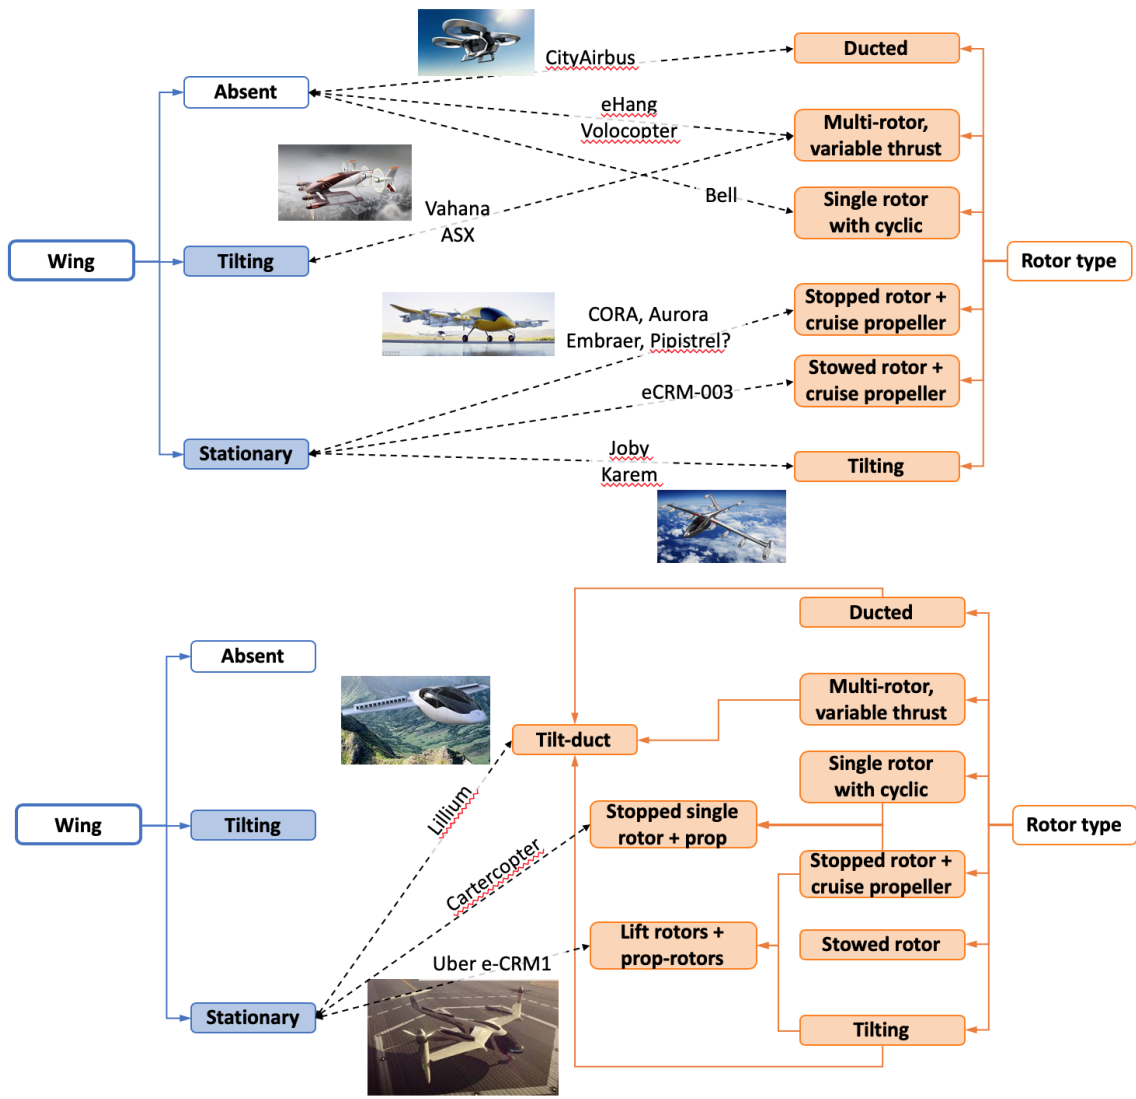 CityAirbus
Ducted
Absent
eHang
Volocopter
Multi-rotor,
variable thrust
Bell
Single rotor
with cyclic
Vahana
ASX
Wing
Tilting
Rotor type
CORA, Aurora
Embraer, Pipistrel?
Stopped rotor +
cruise propeller
eCRM-003
Stowed rotor +
cruise propeller
Stationary
Joby
Karem
Tilting
Ducted
Absent
Multi-rotor,
variable thrust
Tilt-duct
Single rotor
with cyclic
Lillium
Wing
Tilting
Stopped single
rotor + prop
Rotor type
Cartercopter
Stopped rotor +
cruise propeller
Lift rotors +
prop-rotors
Stowed rotor
Uber e-CRM1
Stationary
Tilting